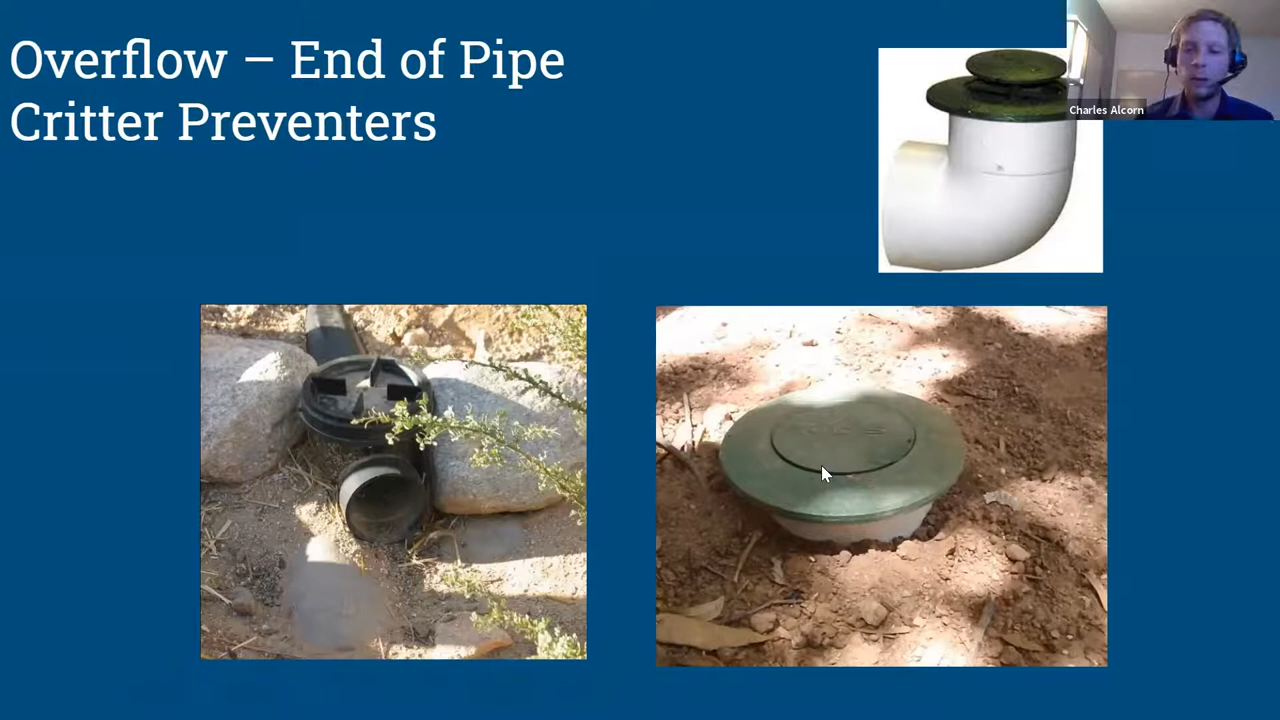 Overflow – End of Pipe
Critter Preventers
Charles Alcorn